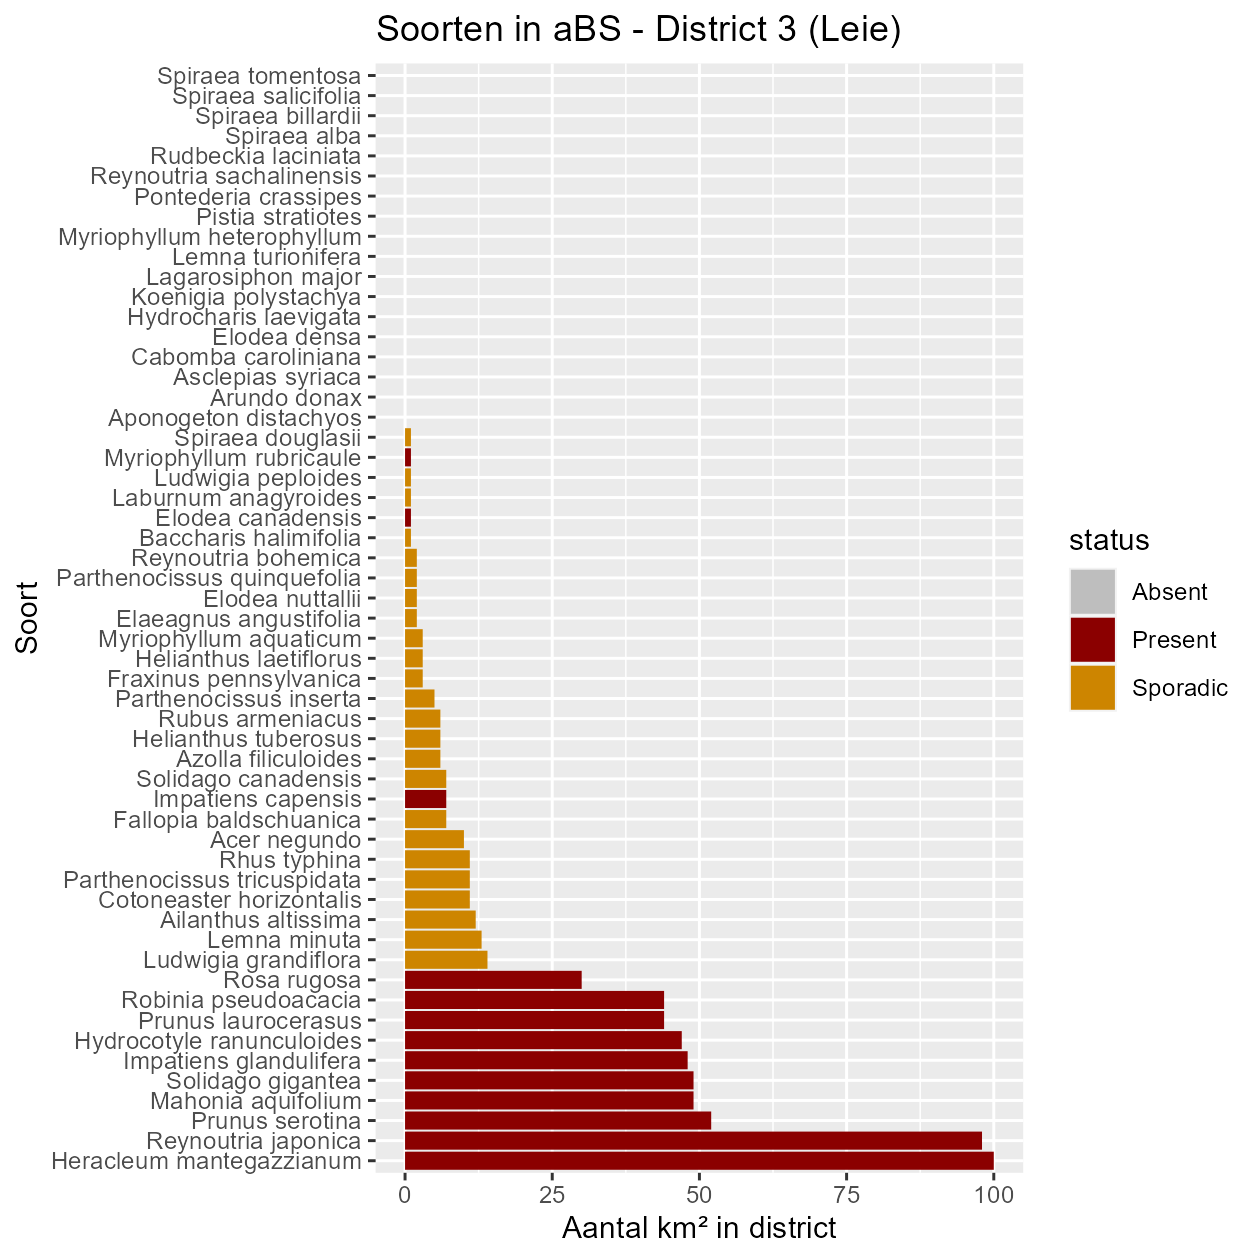 Soorten in aBS - District 3 (Leie)
Spiraea tomentosa
Spiraea salicifolia
Spiraea billardii
Spiraea alba
Rudbeckia laciniata
Reynoutria sachalinensis
Pontederia crassipes
Pistia stratiotes
Myriophyllum heterophyllum
Lemna turionifera
Lagarosiphon major
Koenigia polystachya
Hydrocharis laevigata
Elodea densa
Cabomba caroliniana
Asclepias syriaca
Arundo donax
Aponogeton distachyos
Spiraea douglasii
Myriophyllum rubricaule
Ludwigia peploides
Laburnum anagyroides
Elodea canadensis
Baccharis halimifolia
Reynoutria bohemica
Parthenocissus quinquefolia
Elodea nuttallii
Elaeagnus angustifolia
Myriophyllum aquaticum
Helianthus laetiflorus
Fraxinus pennsylvanica
Parthenocissus inserta
Rubus armeniacus
Helianthus tuberosus
Azolla filiculoides
Solidago canadensis
Impatiens capensis
Fallopia baldschuanica
Acer negundo
Rhus typhina
Parthenocissus tricuspidata
Cotoneaster horizontalis
Ailanthus altissima
Lemna minuta
Ludwigia grandiflora
Rosa rugosa
Robinia pseudoacacia
Prunus laurocerasus
Hydrocotyle ranunculoides
Impatiens glandulifera
Solidago gigantea
Mahonia aquifolium
Prunus serotina
Reynoutria japonica
Heracleum mantegazzianum
Soort
0 25 50 75 100
Aantal km² in district
status
Absent
Present
Sporadic